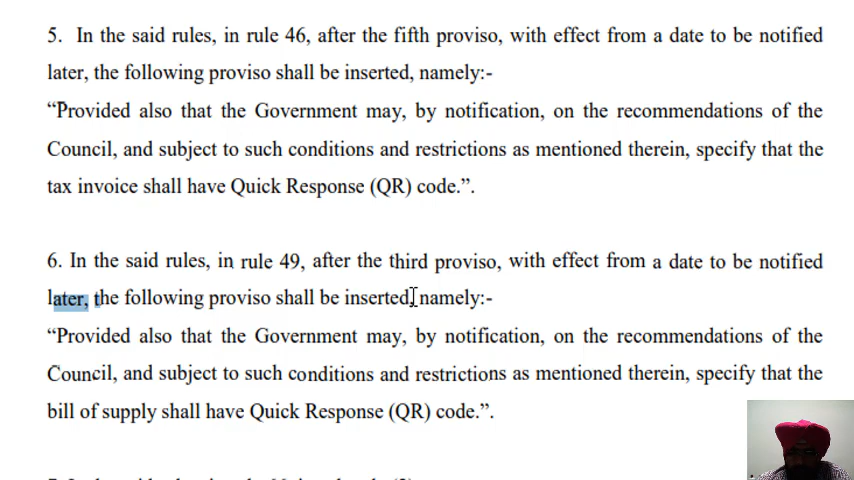 5. In the said rules, in rule 46, after the fifth proviso, with effect from a date to be notified
later, the following proviso shall be inserted, namely:-
“Provided also that the Government may, by notification, on the recommendations of the
Council, and subject to such conditions and restrictions as mentioned therein, specify that the
tax invoice shall have Quick Response (QR) code.”.
6. In the said rules, in rule 49, after the third proviso, with effect from a date to be notified
later, the following proviso shall be inserted, namely:-
“Provided also that the Government may, by notification, on the recommendations of the
Council, and subject to such conditions and restrictions as mentioned therein, specify that the
bill of supply shall have Quick Response (QR) code.”.